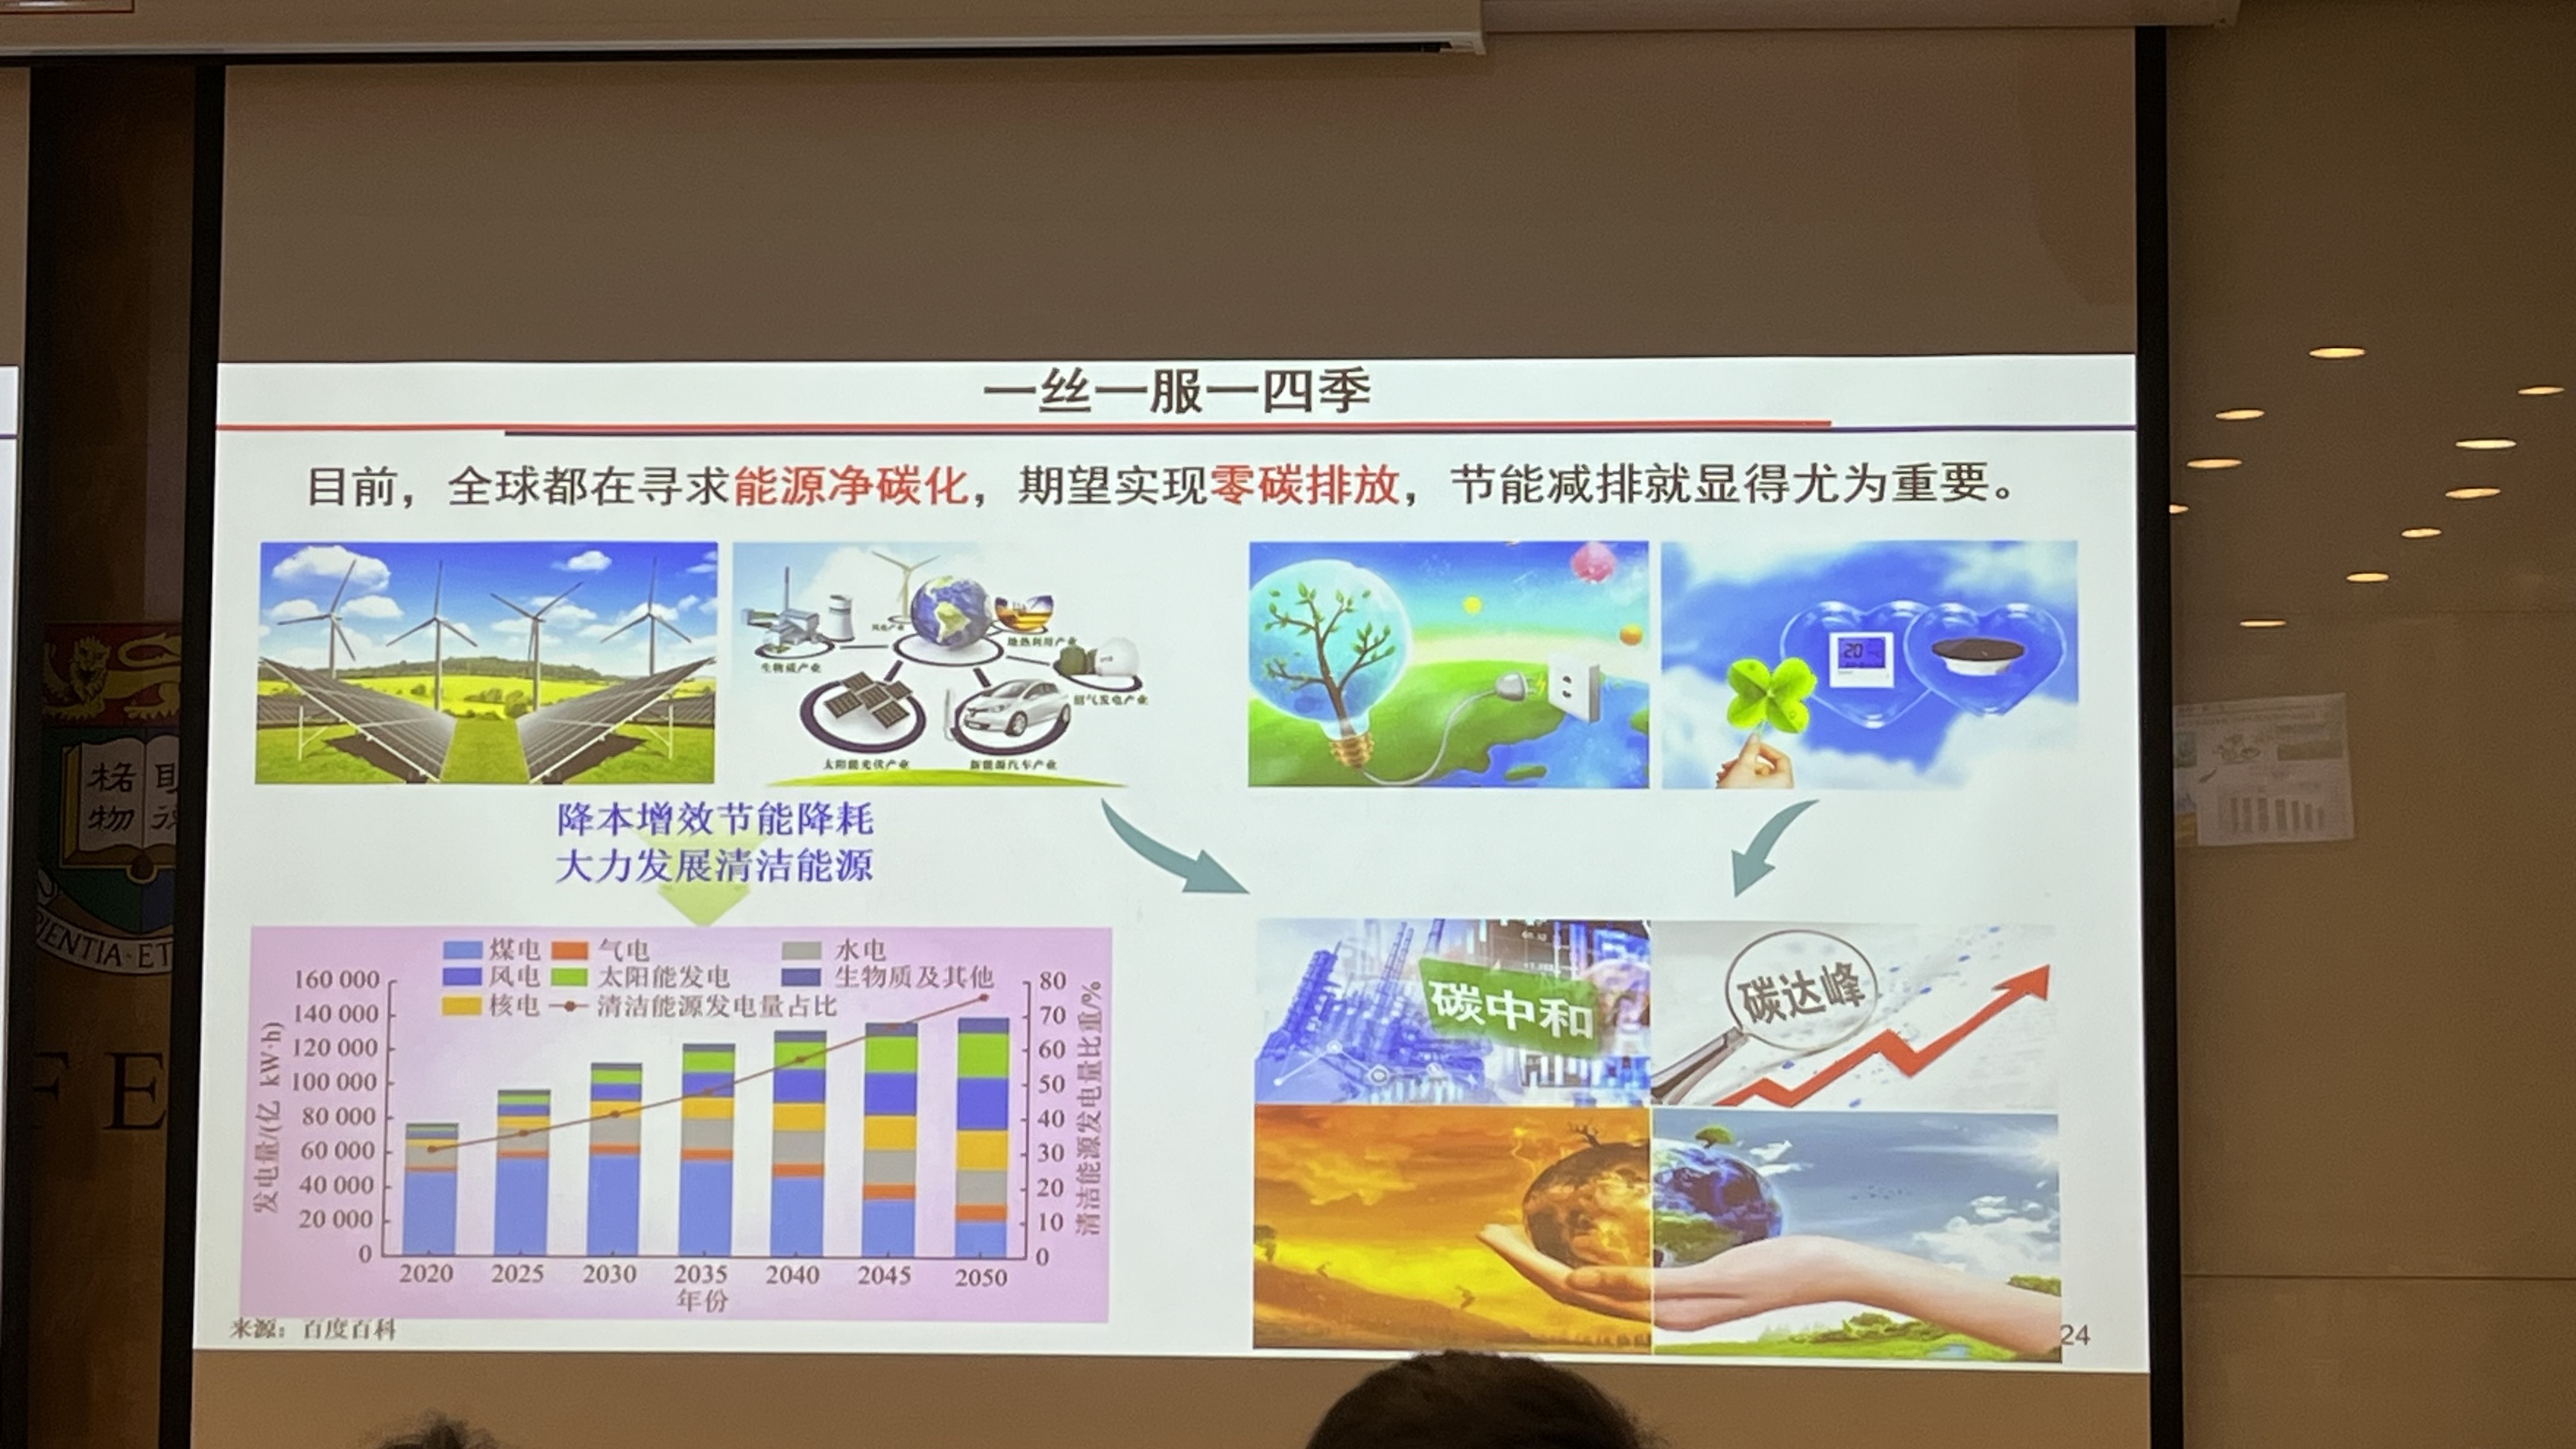 一丝一服一四季
目前，全球都在寻求能源净碳化，期望实现零碳排放，节能减排就显得尤为重要。
生物碳产业
风电产业
地热利用产业
太阳能光伏产业
新能源汽车产业
20
降本增效节能降耗
大力发展清洁能源
煤电 气电 水电
风电 太阳能发电 生物质及其他
核电 清洁能源发电量占比
发电量/(亿 kW·h)
160 000
140 000
120 000
100 000
80 000
60 000
40 000
20 000
0
80
70
60
50
40
30
20
10
0
清洁能源发电量比重/%
2020 2025 2030 2035 2040 2045 2050
年份
来源：百度百科
碳中和
碳达峰
24
格
物
IENTIA·ET
F E